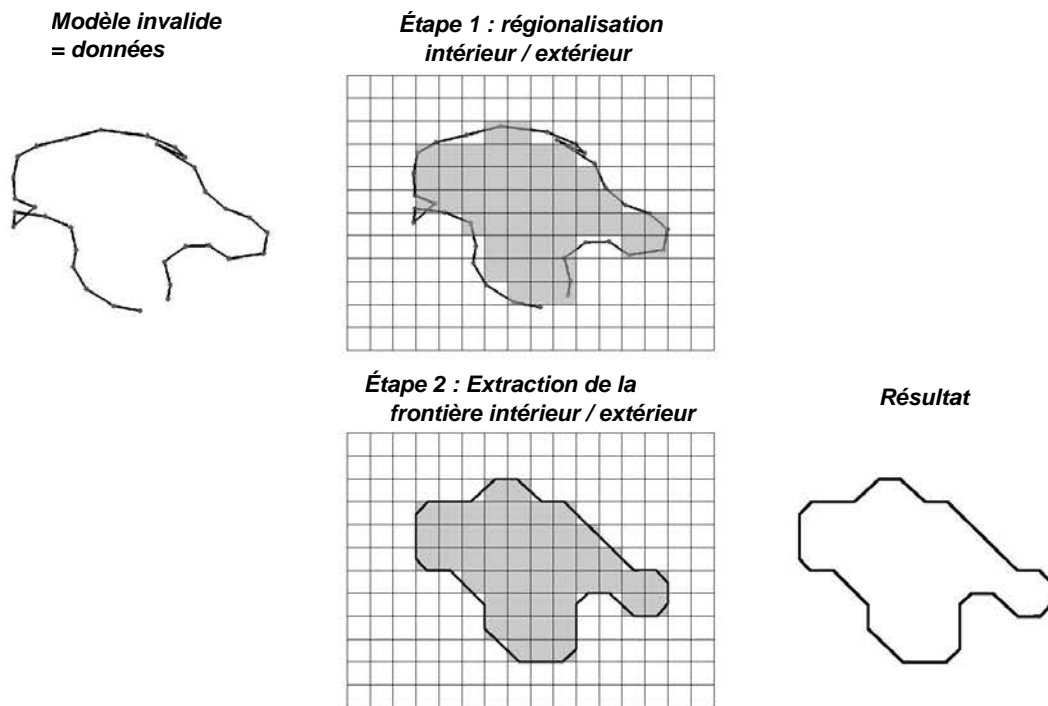 Modèle invalide
= données
Étape 1 : régionalisation
intérieur / extérieur
Étape 2 : Extraction de la
frontière intérieur / extérieur
Résultat